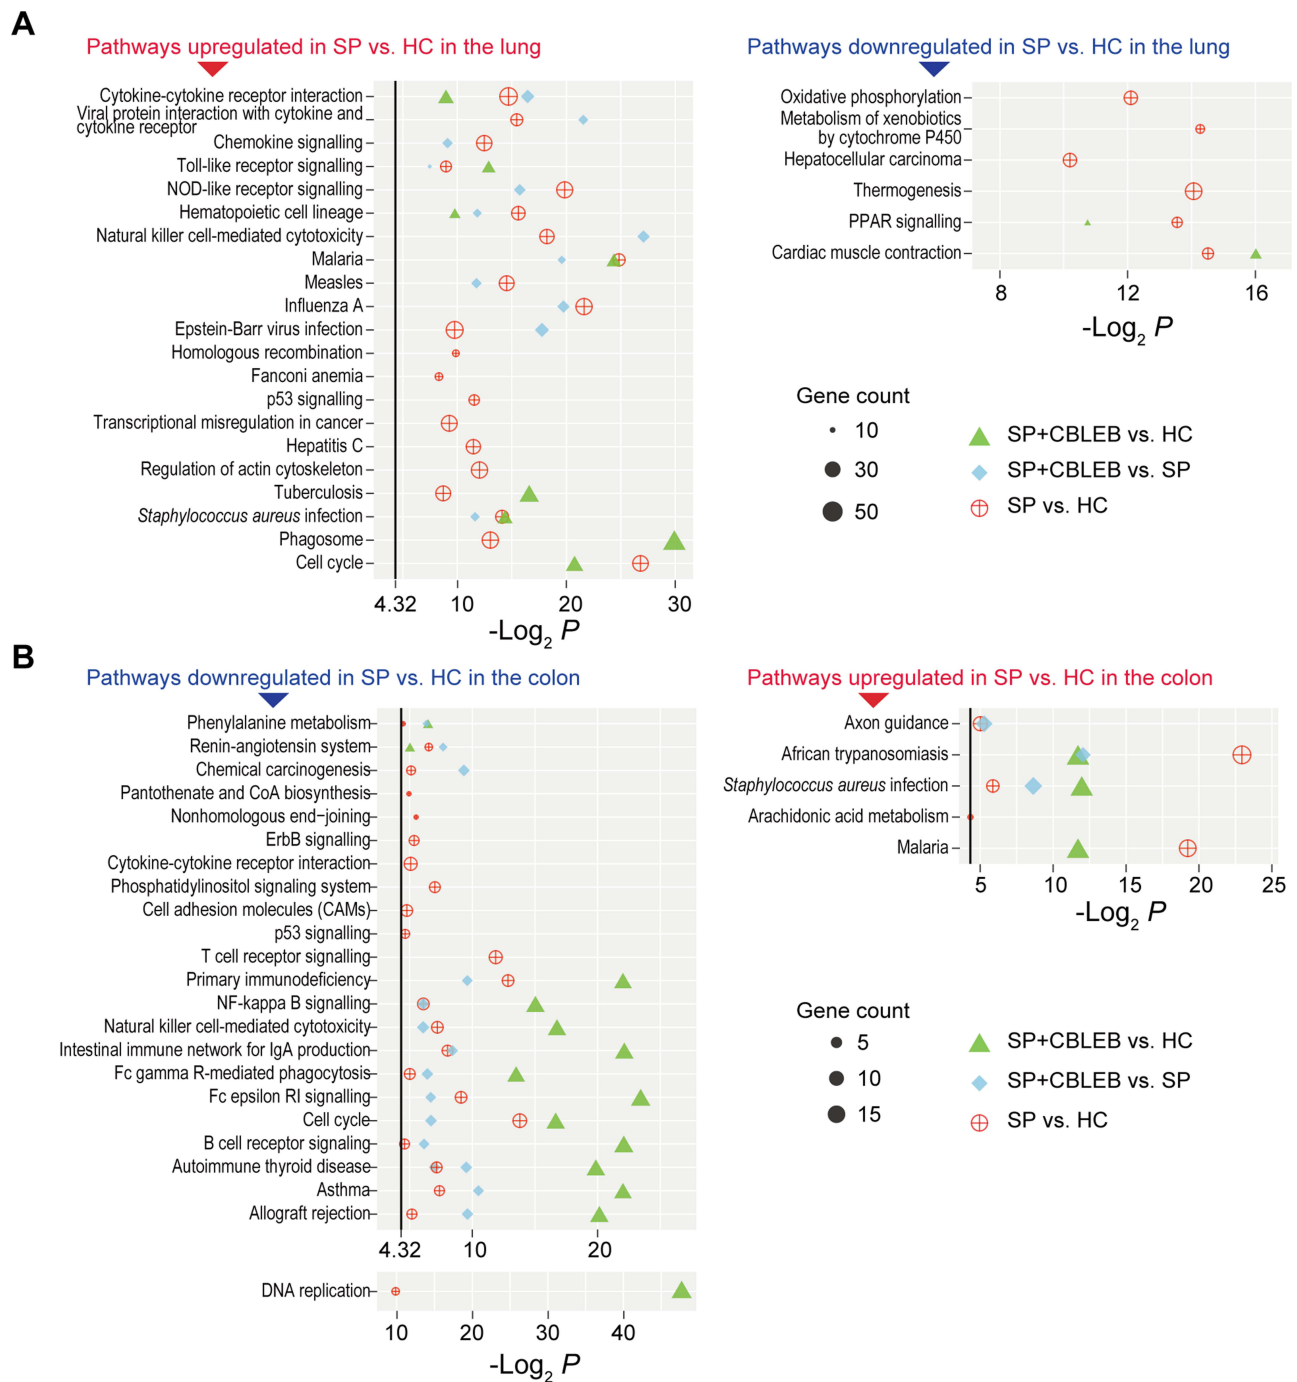 A
Pathways upregulated in SP vs. HC in the lung
Cytokine-cytokine receptor interaction
Viral protein interaction with cytokine and
cytokine receptor
Chemokine signalling
Toll-like receptor signalling
NOD-like receptor signalling
Hematopoietic cell lineage
Natural killer cell-mediated cytotoxicity
Malaria
Measles
Influenza A
Epstein-Barr virus infection
Homologous recombination
Fanconi anemia
p53 signalling
Transcriptional misregulation in cancer
Hepatitis C
Regulation of actin cytoskeleton
Tuberculosis
Staphylococcus aureus infection
Phagosome
Cell cycle
4.32 10 20 30
-Log2 P
Pathways downregulated in SP vs. HC in the lung
Oxidative phosphorylation
Metabolism of xenobiotics
by cytochrome P450
Hepatocellular carcinoma
Thermogenesis
PPAR signalling
Cardiac muscle contraction
8 12 16
-Log2 P
Gene count
10
30
50
SP+CBLEB vs. HC
SP+CBLEB vs. SP
SP vs. HC
B
Pathways downregulated in SP vs. HC in the colon
Phenylalanine metabolism
Renin-angiotensin system
Chemical carcinogenesis
Pantothenate and CoA biosynthesis
Nonhomologous end−joining
ErbB signalling
Cytokine-cytokine receptor interaction
Phosphatidylinositol signaling system
Cell adhesion molecules (CAMs)
p53 signalling
T cell receptor signalling
Primary immunodeficiency
NF-kappa B signalling
Natural killer cell-mediated cytotoxicity
Intestinal immune network for IgA production
Fc gamma R-mediated phagocytosis
Fc epsilon RI signalling
Cell cycle
B cell receptor signaling
Autoimmune thyroid disease
Asthma
Allograft rejection
4.32 10 20
DNA replication
10 20 30 40
-Log2 P
Pathways upregulated in SP vs. HC in the colon
Axon guidance
African trypanosomiasis
Staphylococcus aureus infection
Arachidonic acid metabolism
Malaria
5 10 15 20 25
-Log2 P
Gene count
5
10
15
SP+CBLEB vs. HC
SP+CBLEB vs. SP
SP vs. HC